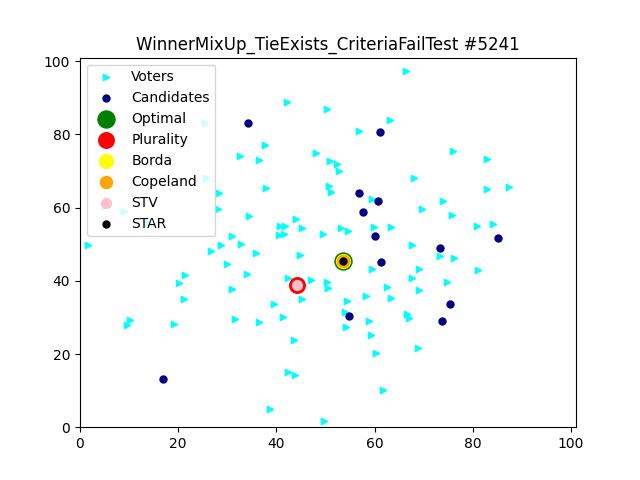 WinnerMixUp_TieExists_CriteriaFailTest #5241
Voters
Candidates
Optimal
Plurality
Borda
Copeland
STV
STAR
100
80
60
40
20
0
0 20 40 60 80 100